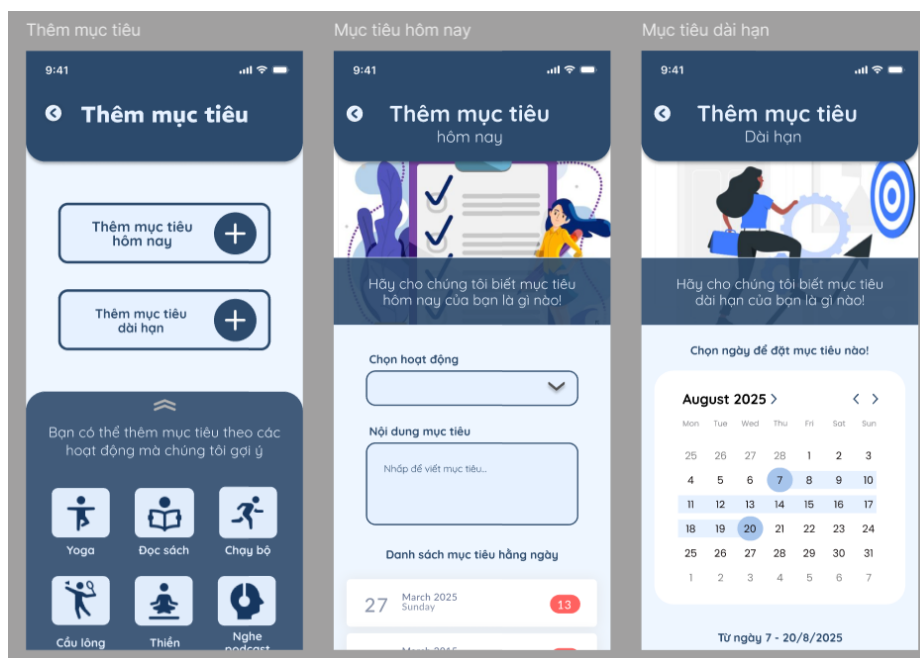 Thêm mục tiêu
9:41
Thêm mục tiêu
Thêm mục tiêu
hôm nay
Thêm mục tiêu
dài hạn
Bạn có thể thêm mục tiêu theo các
hoạt động mà chúng tôi gợi ý
Yoga
Đọc sách
Chạy bộ
Cầu lông
Thiền
Nghe
podcast
Mục tiêu hôm nay
9:41
Thêm mục tiêu
hôm nay
Hãy cho chúng tôi biết mục tiêu
hôm nay của bạn là gì nào!
Chọn hoạt động
Nội dung mục tiêu
Nhấp để viết mục tiêu...
Danh sách mục tiêu hằng ngày
27 March 2025
Sunday
13
March 2015
Mục tiêu dài hạn
9:41
Thêm mục tiêu
Dài hạn
Hãy cho chúng tôi biết mục tiêu
dài hạn của bạn là gì nào!
Chọn ngày để đặt mục tiêu nào!
August 2025
Mon Tue Wed Thu Fri Sat Sun
25 26 27 28 1 2 3
4 5 6 7 8 9 10
11 12 13 14 15 16 17
18 19 20 21 22 23 24
25 26 27 28 29 30 31
1 2 3 4 5 6 7
Từ ngày 7 - 20/8/2025